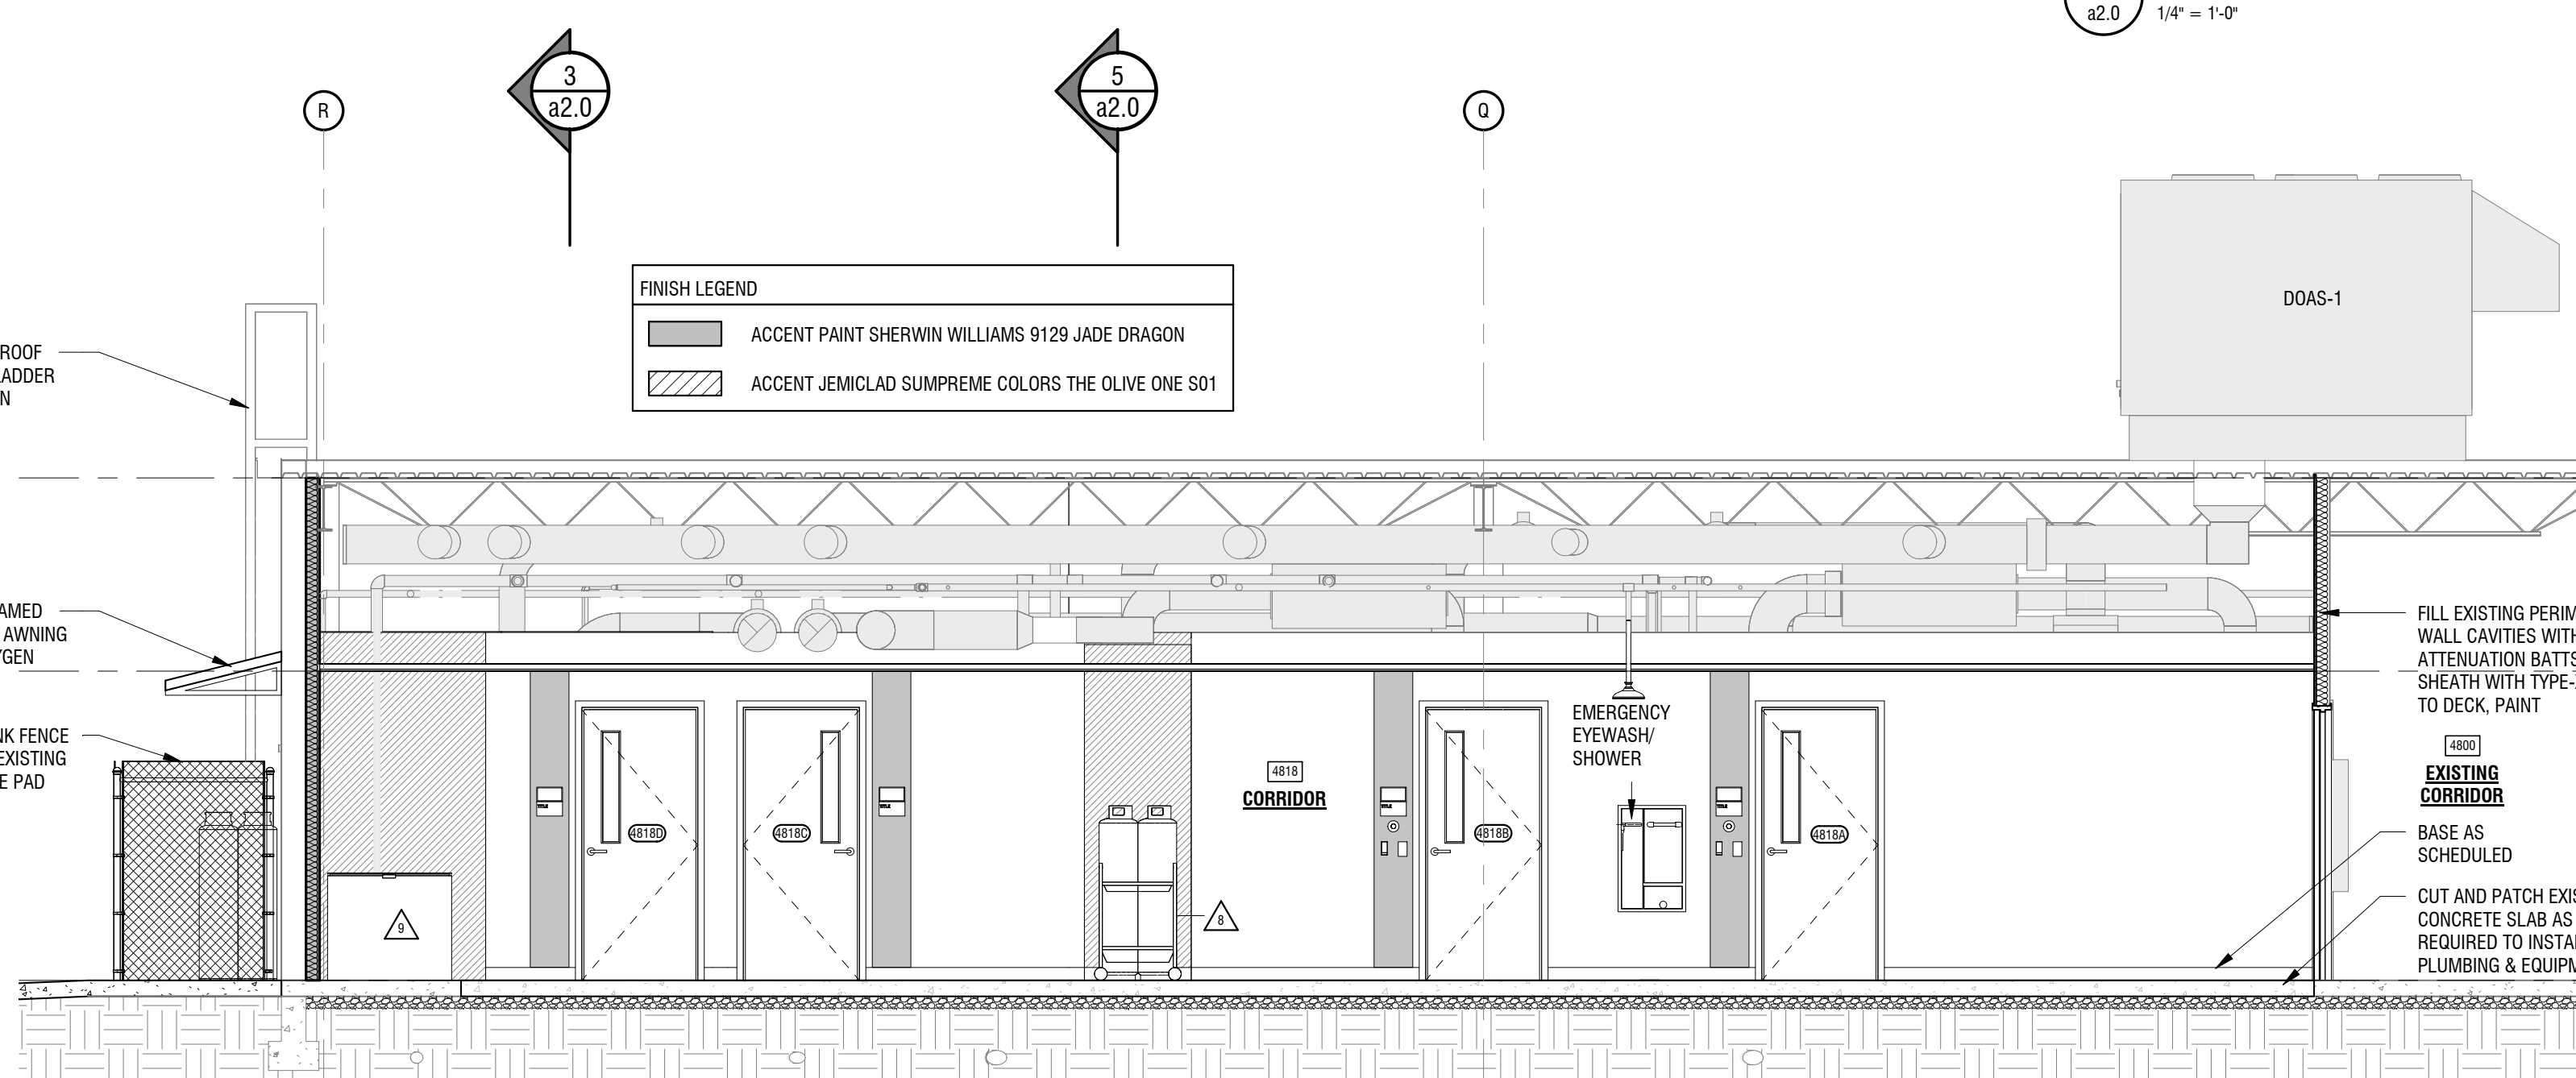 a2.0
1/4" = 1'-0"
3
a2.0
5
a2.0
R
Q
FINISH LEGEND
ACCENT PAINT SHERWIN WILLIAMS 9129 JADE DRAGON
ACCENT JEMICLAD SUMPREME COLORS THE OLIVE ONE S01
DOAS-1
ROOF
ADDER
N
AMED
AWNING
YGEN
NK FENCE
EXISTING
E PAD
4818D
4818C
4818B
4818A
TITLE
TITLE
TITLE
TITLE
9
8
4818
CORRIDOR
EMERGENCY
EYEWASH/
SHOWER
FILL EXISTING PERIM
WALL CAVITIES WITH
ATTENUATION BATTS
SHEATH WITH TYPE-
TO DECK, PAINT
4800
EXISTING
CORRIDOR
BASE AS
SCHEDULED
CUT AND PATCH EXIS
CONCRETE SLAB AS
REQUIRED TO INSTAL
PLUMBING & EQUIPM